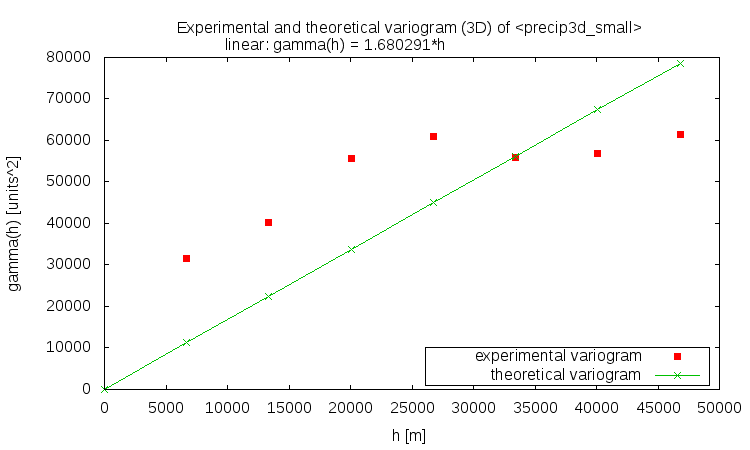 Experimental and theoretical variogram (3D) of <precip3d_small>
linear: gamma(h) = 1.680291*h
80000
70000
60000
50000
40000
30000
20000
10000
0
gamma(h) [units^2]
experimental variogram
theoretical variogram
0 5000 10000 15000 20000 25000 30000 35000 40000 45000 50000
h [m]